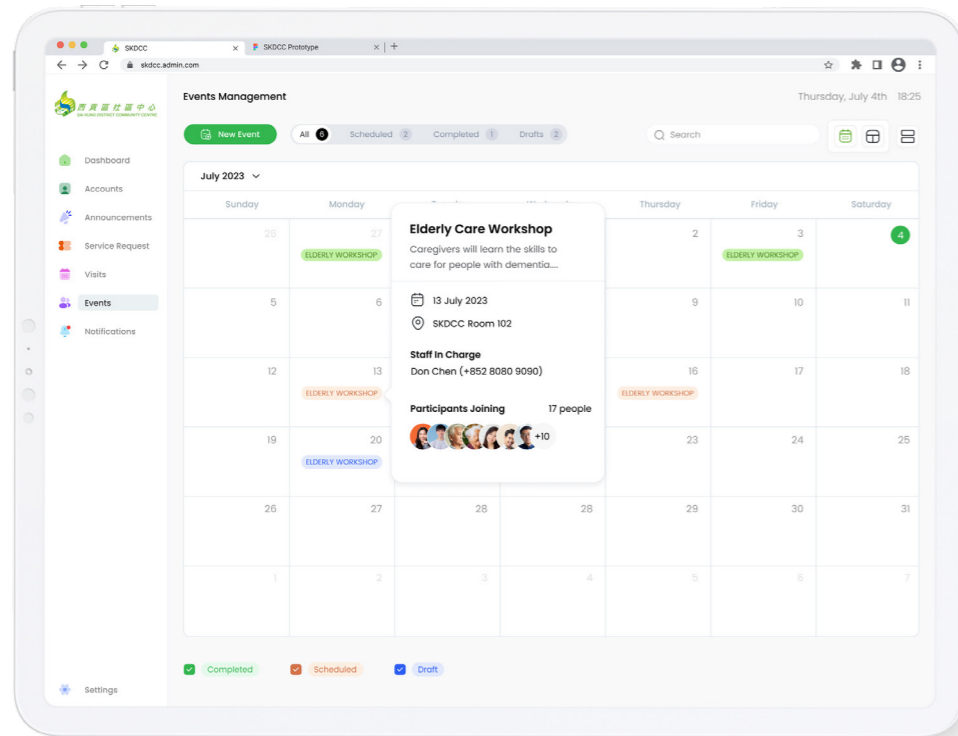 SKDCC
SKDCC Prototype
skdcc.admin.com
西貢區社區中心
SAI KUNG DISTRICT COMMUNITY CENTRE
Dashboard
Accounts
Announcements
Service Request
Visits
Events
Notifications
Settings
Events Management
Thursday, July 4th 18:25
New Event
All 6
Scheduled 2
Completed 1
Drafts 2
Search
July 2023
Sunday Monday Thursday Friday Saturday
26 27 2 3 4
ELDERLY WORKSHOP ELDERLY WORKSHOP
5 6 9 10 11
12 13 16 17 18
ELDERLY WORKSHOP ELDERLY WORKSHOP
19 20 23 24 25
ELDERLY WORKSHOP
26 27 28 28 29 30 31
1 2 3 4 5 6 7
Elderly Care Workshop
Caregivers will learn the skills to
care for people with dementia....
13 July 2023
SKDCC Room 102
Staff In Charge
Don Chen (+852 8080 9090)
Participants Joining 17 people
+10
Completed
Scheduled
Draft